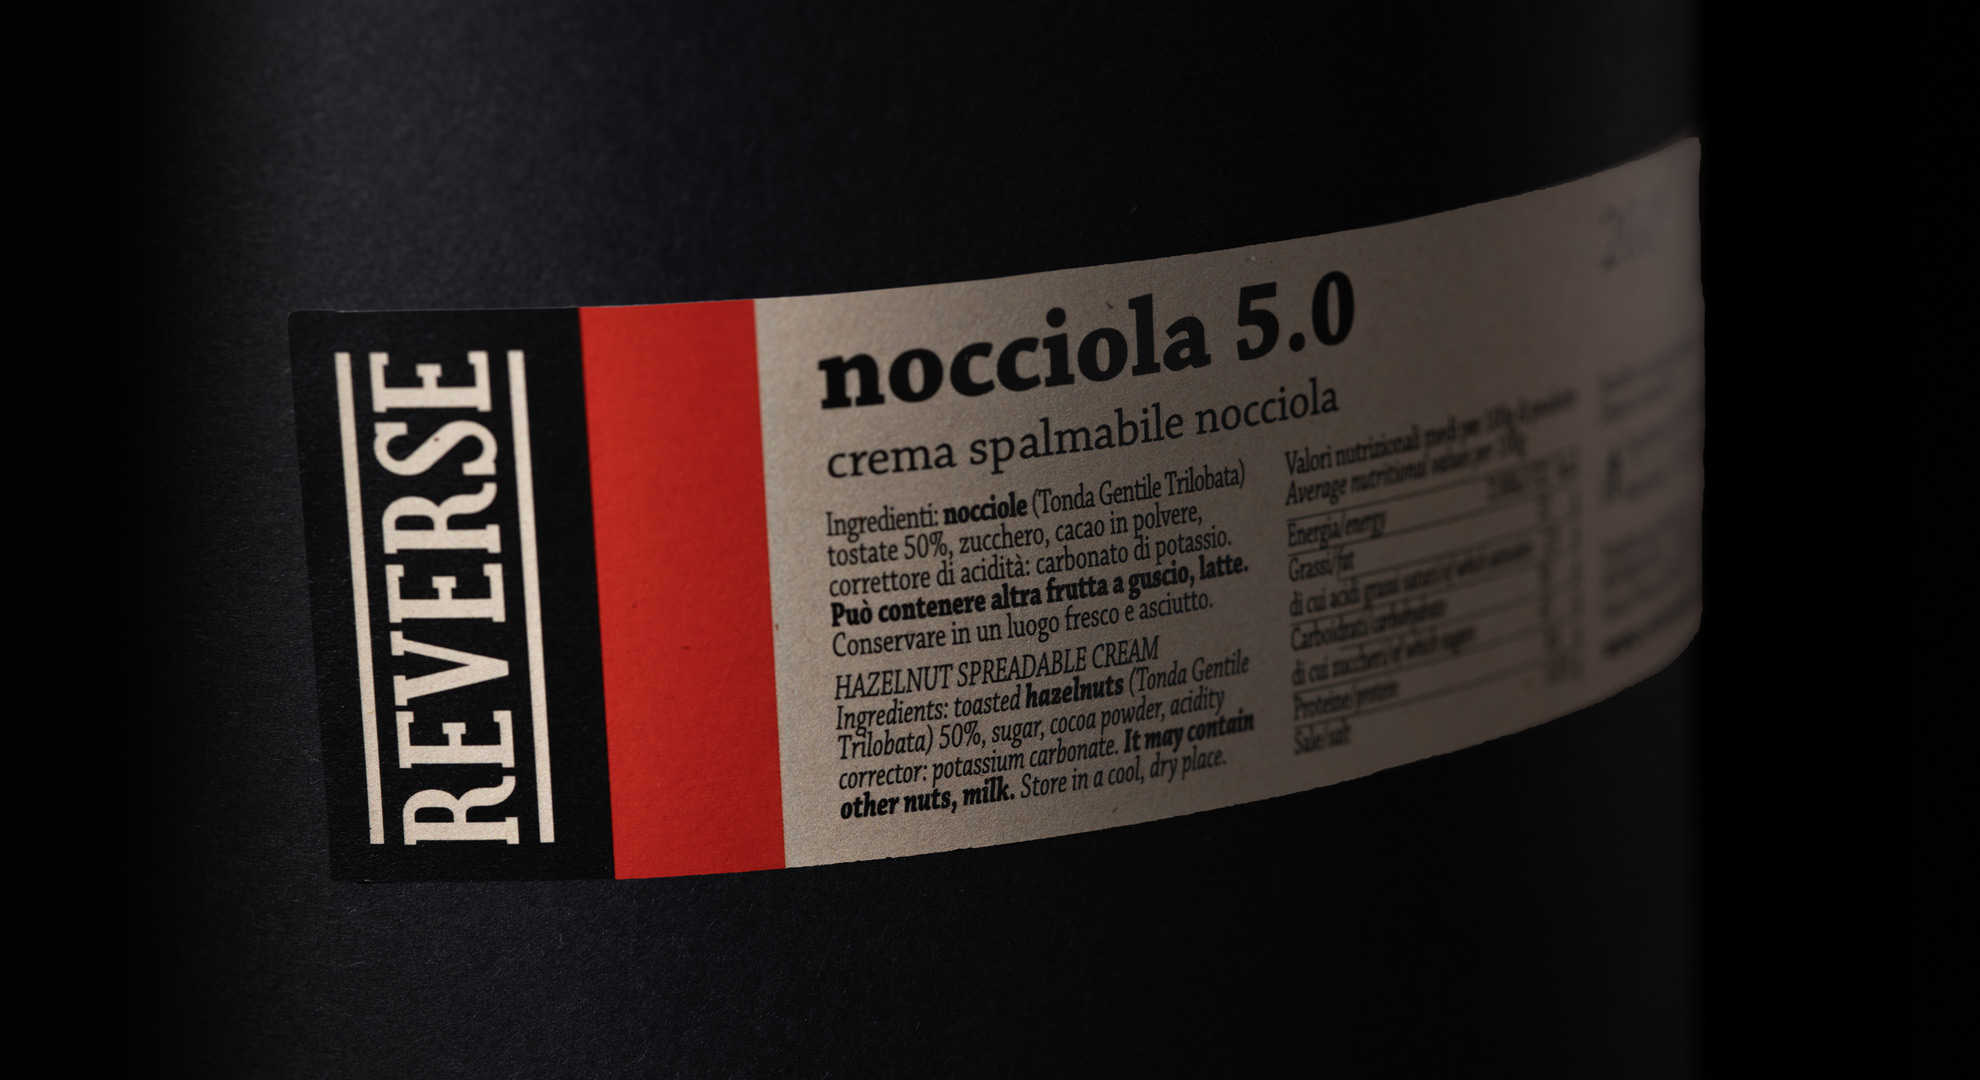 REVERSE
nocciola 5.0
crema spalmabile nocciola
Ingredienti: nocciole (Tonda Gentile Trilobata)
tostate 50%, zucchero, cacao in polvere,
correttore di acidità: carbonato di potassio.
Può contenere altra frutta a guscio, latte.
Conservare in un luogo fresco e asciutto.
HAZELNUT SPREADABLE CREAM
Ingredients: toasted hazelnuts (Tonda Gentile
Trilobata) 50%, sugar, cocoa powder, acidity
corrector: potassium carbonate. It may contain
other nuts, milk. Store in a cool, dry place.
Valori nutrizionali medi per 100g di prodotto
Average nutritional values per 100g
Energia/energy
Grassi/fat
di cui acidi grassi saturi/of which saturates
Carboidrati/carbohydrate
di cui zuccheri/of which sugars
Proteine/protein
Sale/salt